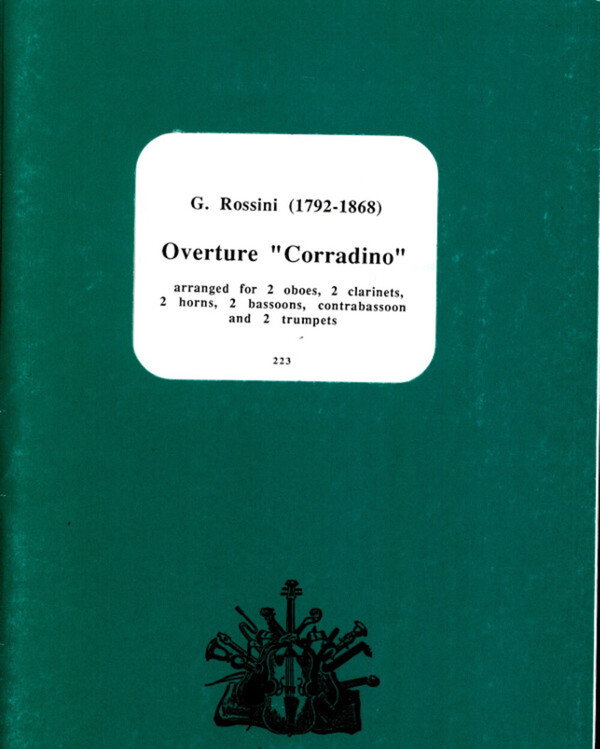 G. Rossini (1792-1868)
Overture "Corradino"
arranged for 2 oboes, 2 clarinets,
2 horns, 2 bassoons, contrabassoon
and 2 trumpets
223